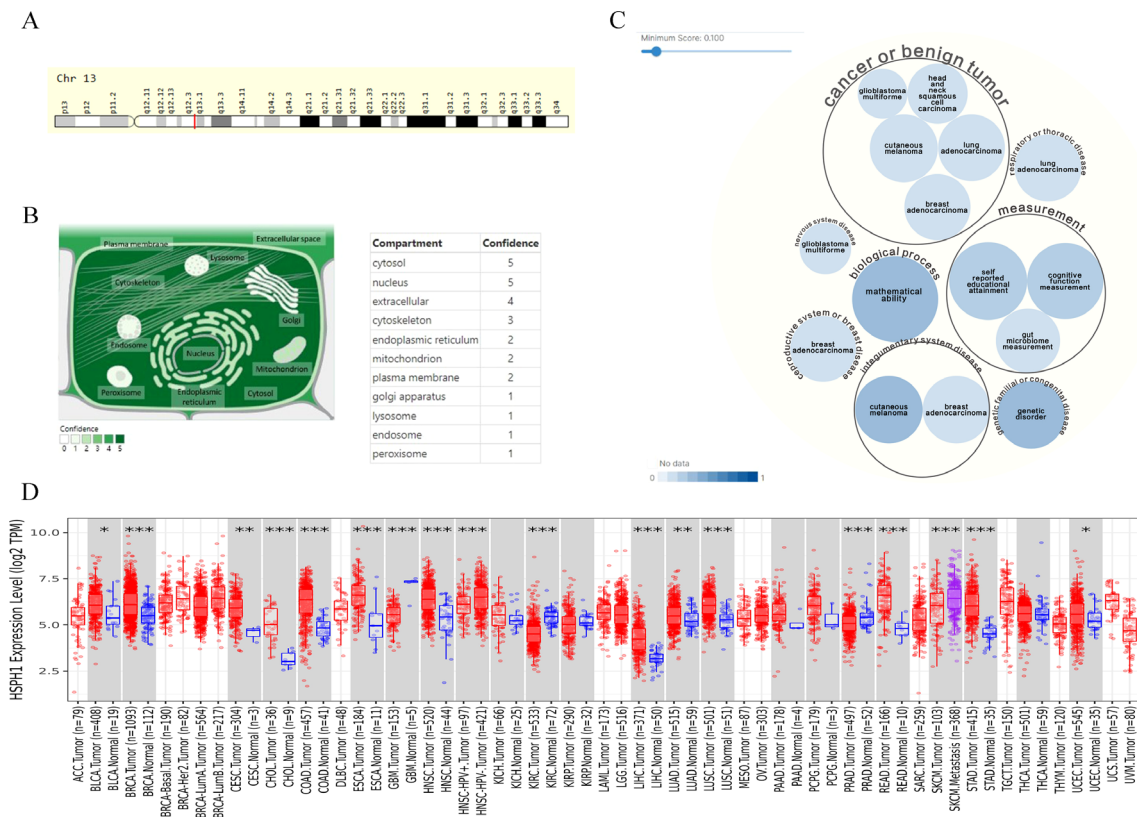 A
Chr 13
p13
p12
p11.2
q12.11
q12.12
q12.13
q12.3
q13.1
q13.3
q14.11
q14.2
q14.3
q21.1
q21.2
q21.31
q21.32
q21.33
q22.1
q22.2
q22.3
q31.1
q31.2
q31.3
q32.1
q32.3
q33.1
q33.2
q33.3
q34
B
Plasma membrane
Extracellular space
Lysosome
Cytoskeleton
Golgi
Endosome
Nucleus
Mitochondrion
Peroxisome
Endoplasmic
reticulum
Cytosol
Confidence
0 1 2 3 4 5
Compartment Confidence
cytosol 5
nucleus 5
extracellular 4
cytoskeleton 3
endoplasmic reticulum 2
mitochondrion 2
plasma membrane 2
golgi apparatus 1
lysosome 1
endosome 1
peroxisome 1
C
Minimum Score: 0.100
cancer or benign tumor
glioblastoma
multiforme
head
and
neck
squamous
cell
carcinoma
cutaneous
melanoma
lung
adenocarcinoma
breast
adenocarcinoma
respiratory or thoracic disease
lung
adenocarcinoma
nervous system disease
glioblastoma
multiforme
biological process
mathematical
ability
measurement
self
reported
educational
attainment
cognitive
function
measurement
gut
microbiome
measurement
ceproductive system or breast disease
breast
adenocarcinoma
integumentary system disease
cutaneous
melanoma
breast
adenocarcinoma
genetic familial or congenital disease
genetic
disorder
No data
0 1
D
HSPH1 Expression Level (log2 TPM)
10.0
7.5
5.0
2.5
* *** ** *** *** *** *** *** *** *** *** ** *** *** *** *** *** *
ACC.Tumor (n=79)
BLCA.Tumor (n=408)
BLCA.Normal (n=19)
BRCA.Tumor (n=1093)
BRCA.Normal (n=112)
BRCA-Basal.Tumor (n=190)
BRCA-Her2.Tumor (n=82)
BRCA-LumA.Tumor (n=564)
BRCA-LumB.Tumor (n=217)
CESC.Tumor (n=304)
CESC.Normal (n=3)
CHOL.Tumor (n=36)
CHOL.Normal (n=9)
COAD.Tumor (n=457)
COAD.Normal (n=41)
DLBC.Tumor (n=48)
ESCA.Tumor (n=184)
ESCA.Normal (n=11)
GBM.Tumor (n=153)
GBM.Normal (n=5)
HNSC.Tumor (n=520)
HNSC.Normal (n=44)
HNSC-HPV+.Tumor (n=97)
HNSC-HPV-.Tumor (n=421)
KICH.Tumor (n=66)
KICH.Normal (n=25)
KIRC.Tumor (n=533)
KIRC.Normal (n=72)
KIRP.Tumor (n=290)
KIRP.Normal (n=32)
LAML.Tumor (n=173)
LGG.Tumor (n=516)
LIHC.Tumor (n=371)
LIHC.Normal (n=50)
LUAD.Tumor (n=515)
LUAD.Normal (n=59)
LUSC.Tumor (n=501)
LUSC.Normal (n=51)
MESO.Tumor (n=87)
OV.Tumor (n=303)
PAAD.Tumor (n=178)
PAAD.Normal (n=4)
PCPG.Tumor (n=179)
PCPG.Normal (n=3)
PRAD.Tumor (n=497)
PRAD.Normal (n=52)
READ.Tumor (n=166)
READ.Normal (n=10)
SARC.Tumor (n=259)
SKCM.Tumor (n=103)
SKCM.Metastasis (n=368)
STAD.Tumor (n=415)
STAD.Normal (n=35)
TGCT.Tumor (n=150)
THCA.Tumor (n=501)
THCA.Normal (n=59)
THYM.Tumor (n=120)
UCEC.Tumor (n=545)
UCEC.Normal (n=35)
UCS.Tumor (n=57)
UVM.Tumor (n=80)